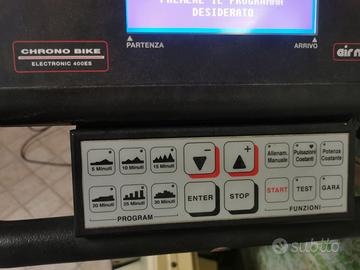 PREMERE IL PROGRAMMA
DESIDERATO
PARTENZA
ARRIVO
CHRONO BIKE
ELECTRONIC 400ES
air
5 Minuti
10 Minuti
15 Minuti
−
+
Allenam.
Manuale
Pulsazioni
Costanti
Potenza
Costante
20 Minuti
25 Minuti
30 Minuti
ENTER
STOP
START
TEST
GARA
PROGRAM
FUNZIONI
subito